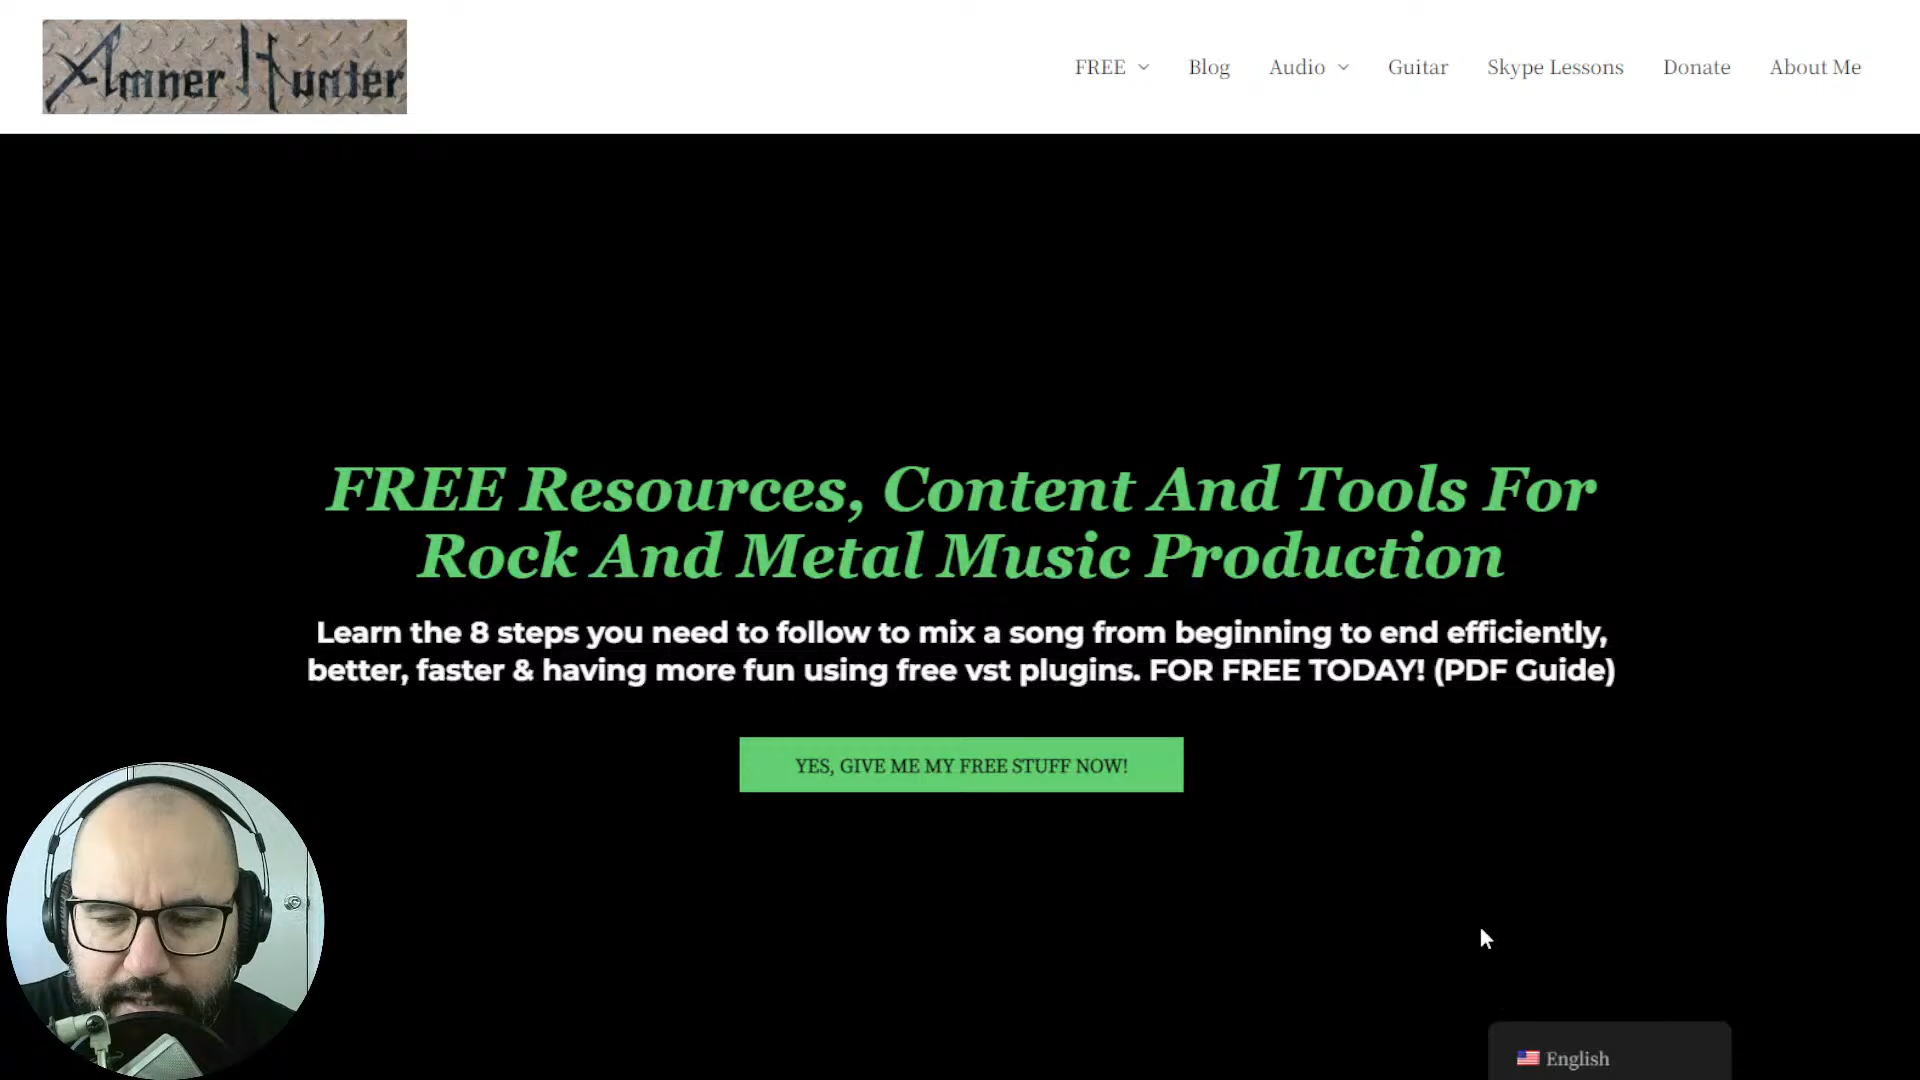 Amner Hunter
FREE
Blog
Audio
Guitar
Skype Lessons
Donate
About Me
FREE Resources, Content And Tools For
Rock And Metal Music Production
Learn the 8 steps you need to follow to mix a song from beginning to end efficiently,
better, faster & having more fun using free vst plugins. FOR FREE TODAY! (PDF Guide)
YES, GIVE ME MY FREE STUFF NOW!
English